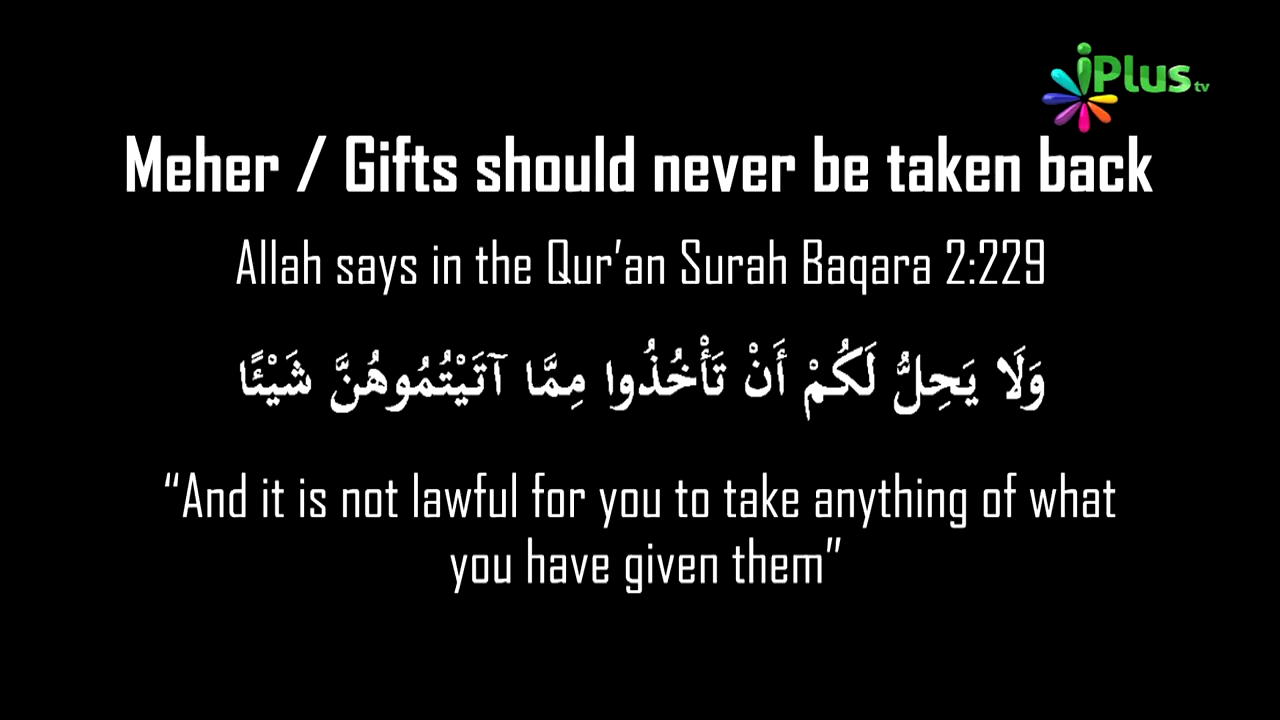 iPlus tv
Meher / Gifts should never be taken back
Allah says in the Qur’an Surah Baqara 2:229
وَلَا يَحِلُّ لَكُمْ أَنْ تَأْخُذُوا مِمَّا آتَيْتُمُوهُنَّ شَيْئًا
“And it is not lawful for you to take anything of what
you have given them”